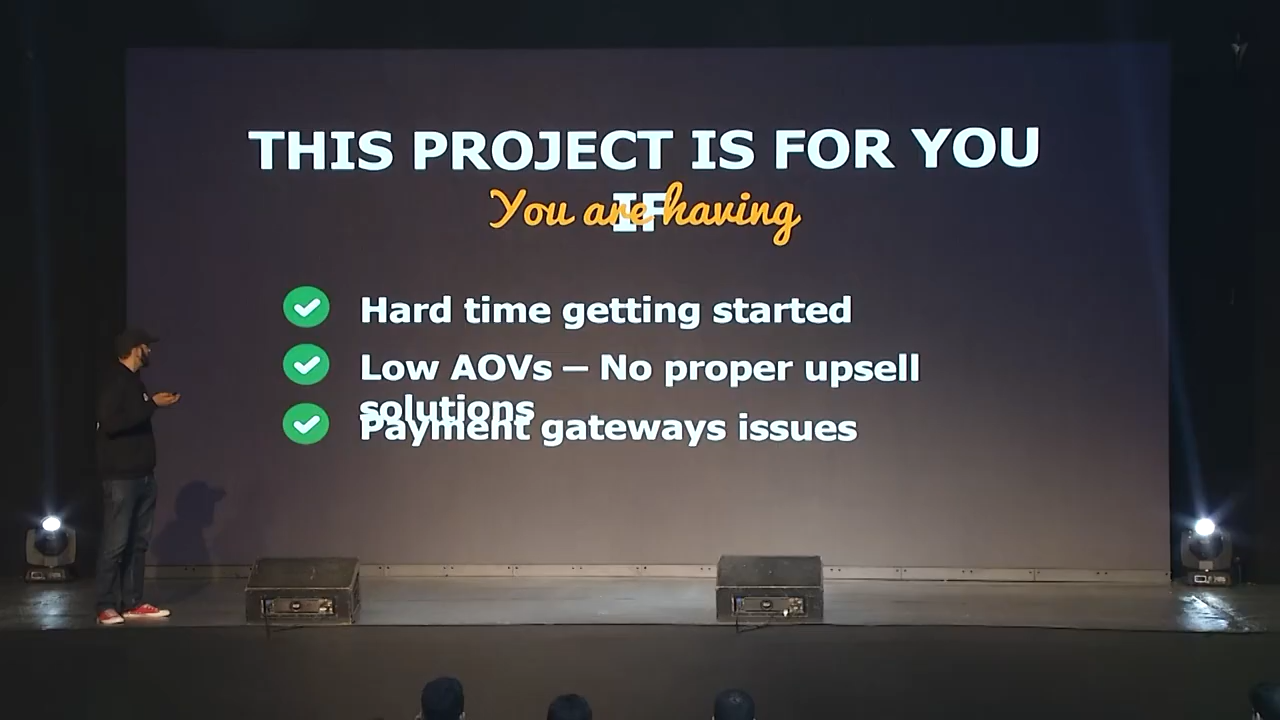 THIS PROJECT IS FOR YOU
IF
You are having
Hard time getting started
Low AOVs – No proper upsell
solutions
Payment gateways issues